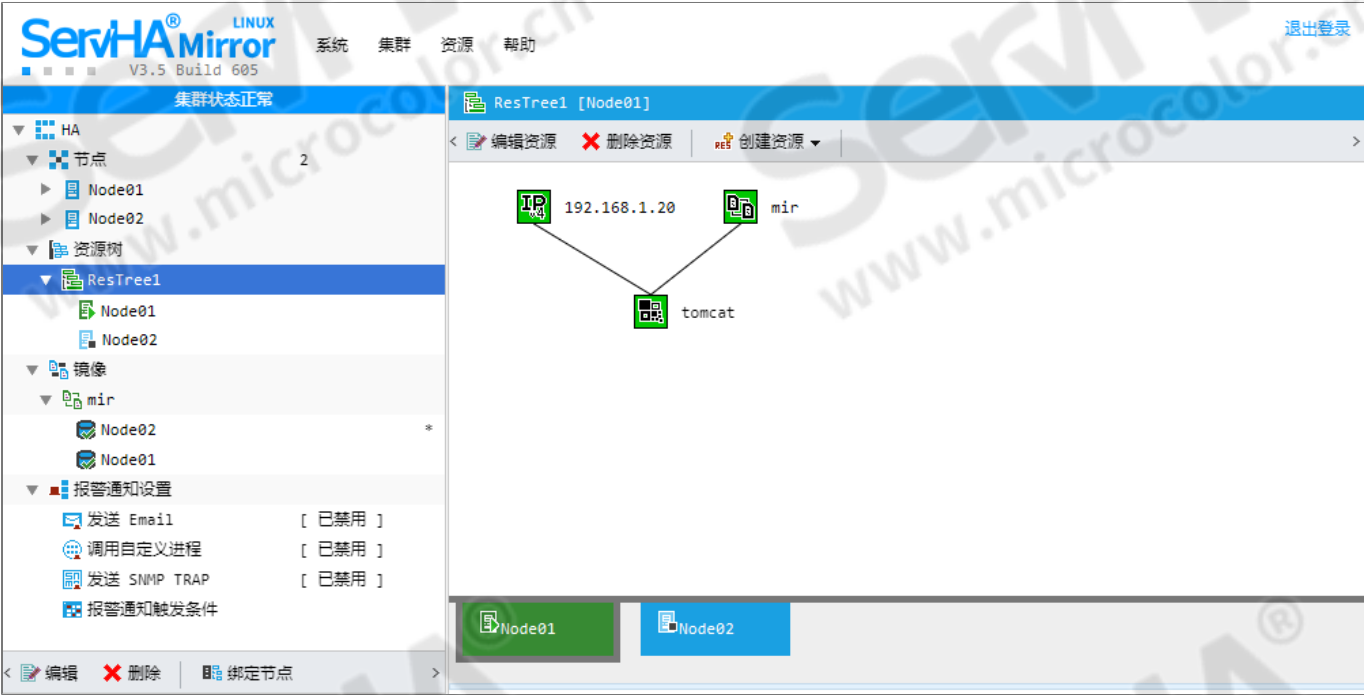 ServHA® Mirror LINUX
V3.5 Build 605
系统 集群 资源 帮助
退出登录
集群状态正常
HA
节点 2
Node01
Node02
资源树
ResTree1
Node01
Node02
镜像
mir
Node02 *
Node01
报警通知设置
发送 Email [ 已禁用 ]
调用自定义进程 [ 已禁用 ]
发送 SNMP TRAP [ 已禁用 ]
报警通知触发条件
< 编辑 删除 绑定节点 >
ResTree1 [Node01]
< 编辑资源 删除资源 RES 创建资源 >
IP v4 192.168.1.20 mir
tomcat
Node01 Node02
www.microcolor.cn
www.microcolor.c